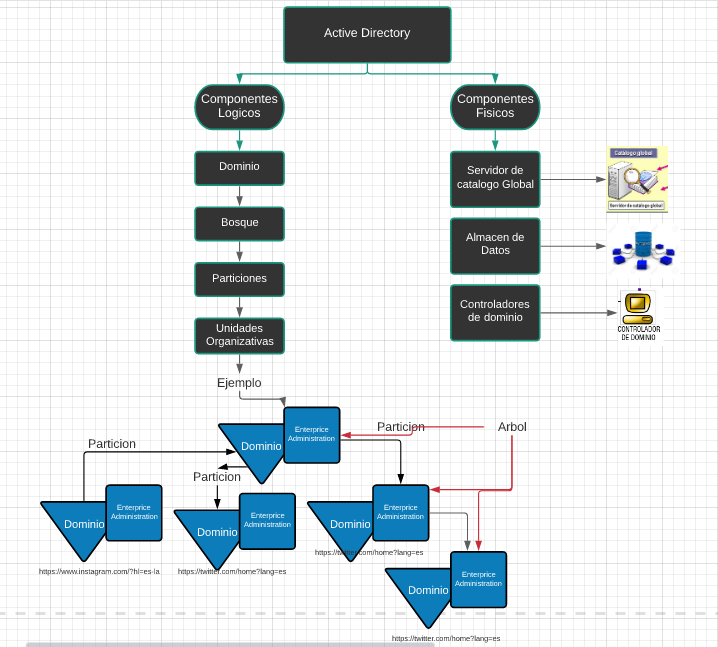 Active Directory
Componentes
Logicos
Componentes
Fisicos
Dominio
Servidor de
catalogo Global
Catálogo global
Servidor de catálogo global
Bosque
Almacen de
Datos
Particiones
Controladores
de dominio
CONTROLADOR
DE DOMINIO
Unidades
Organizativas
Ejemplo
Enterprice
Administration
Dominio
Particion
Arbol
Particion
Particion
Enterprice
Administration
Dominio
Enterprice
Administration
Dominio
Enterprice
Administration
Dominio
https://twitter.com/home?lang=es
https://www.instagram.com/?hl=es-la
https://twitter.com/home?lang=es
Enterprice
Administration
Dominio
https://twitter.com/home?lang=es